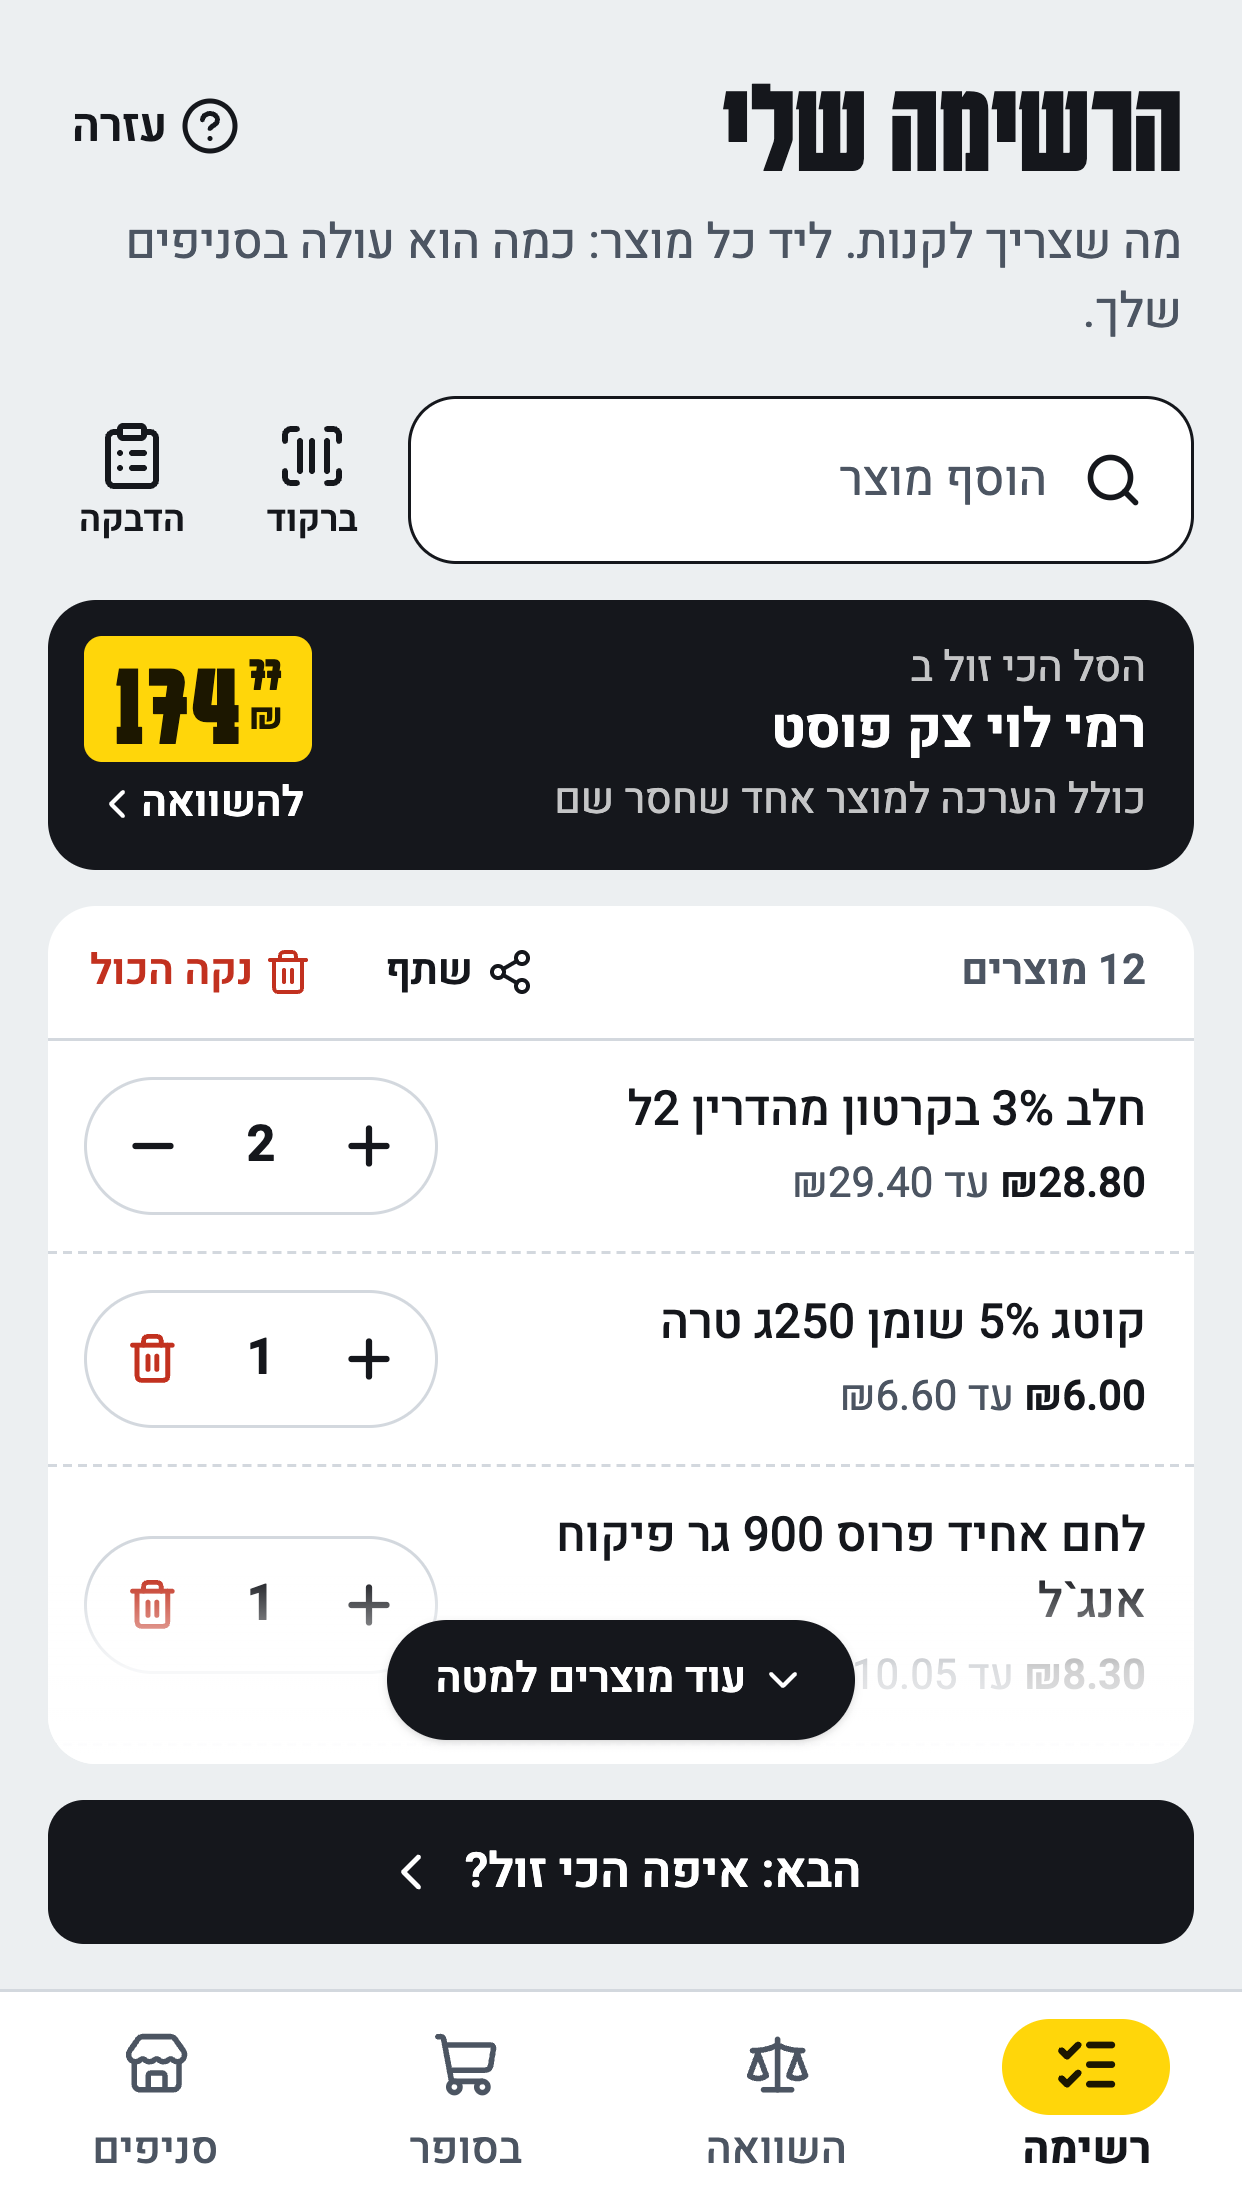 הרשימה שלי
עזרה
מה שצריך לקנות. ליד כל מוצר: כמה הוא עולה בסניפים
שלך.
הוסף מוצר
ברקוד
הדבקה
הסל הכי זול ב
רמי לוי צק פוסט
כולל הערכה למוצר אחד שחסר שם
174 77 ₪
להשוואה
12 מוצרים
שתף
נקה הכול
חלב 3% בקרטון מהדרין 2ל
₪28.80 עד ₪29.40
2
קוטג 5% שומן 250ג טרה
₪6.00 עד ₪6.60
1
לחם אחיד פרוס 900 גר פיקוח
אנג`ל
₪8.30 עד 10.05
1
עוד מוצרים למטה
הבא: איפה הכי זול?
רשימה
השוואה
בסופר
סניפים